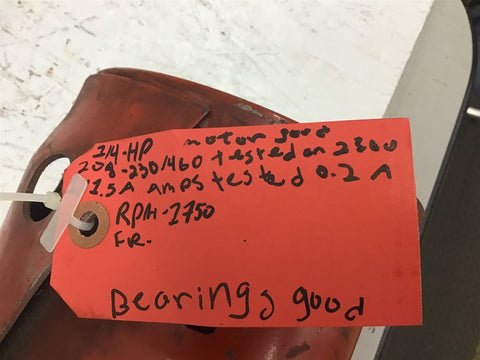 motor good
1/4-HP
208-230/460 tested on 230V
1.5A amps tested 0.2 A
RPM-1750
FR.
Bearings good